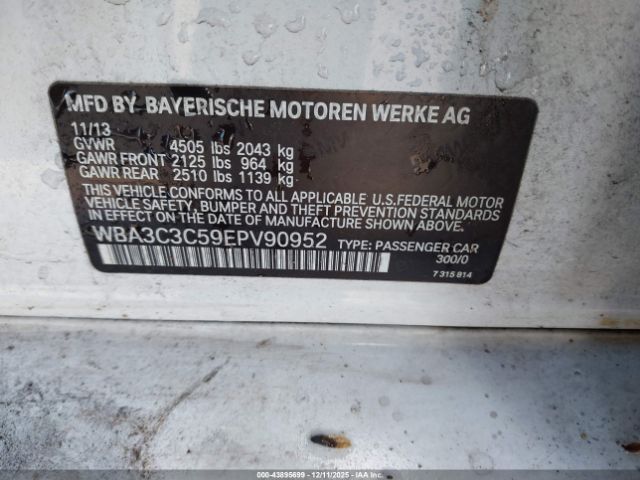 MFD BY BAYERISCHE MOTOREN WERKE AG
11/13
GVWR 4505 lbs 2043 kg
GAWR FRONT 2125 lbs 964 kg
GAWR REAR 2510 lbs 1139 kg
THIS VEHICLE CONFORMS TO ALL APPLICABLE U.S.FEDERAL MOTOR
VEHICLE SAFETY, BUMPER AND THEFT PREVENTION STANDARDS
IN EFFECT ON THE DATE OF MANUFACTURE SHOWN ABOVE.
WBA3C3C59EPV90952 TYPE: PASSENGER CAR
300/0
7 315 814
000-43895699 - 12/11/2025 - IAAI.COM